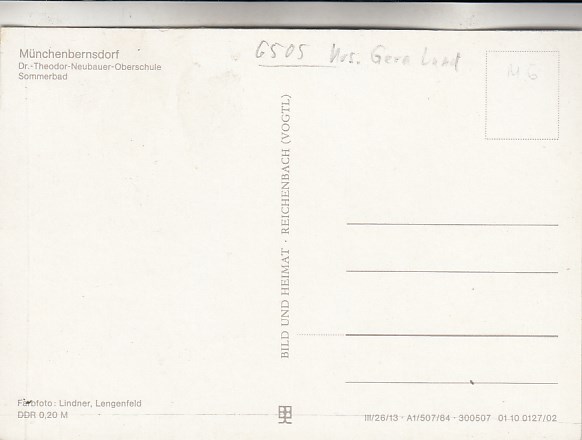 Münchenbernsdorf
Dr.-Theodor-Neubauer-Oberschule
Sommerbad
6505 Krs. Gera Land
M G
BILD UND HEIMAT · REICHENBACH (VOGTL)
Farbfoto: Lindner, Lengenfeld
DDR 0,20 M
III/26/13 · A1/507/84 – 300507 01 10 0127/02